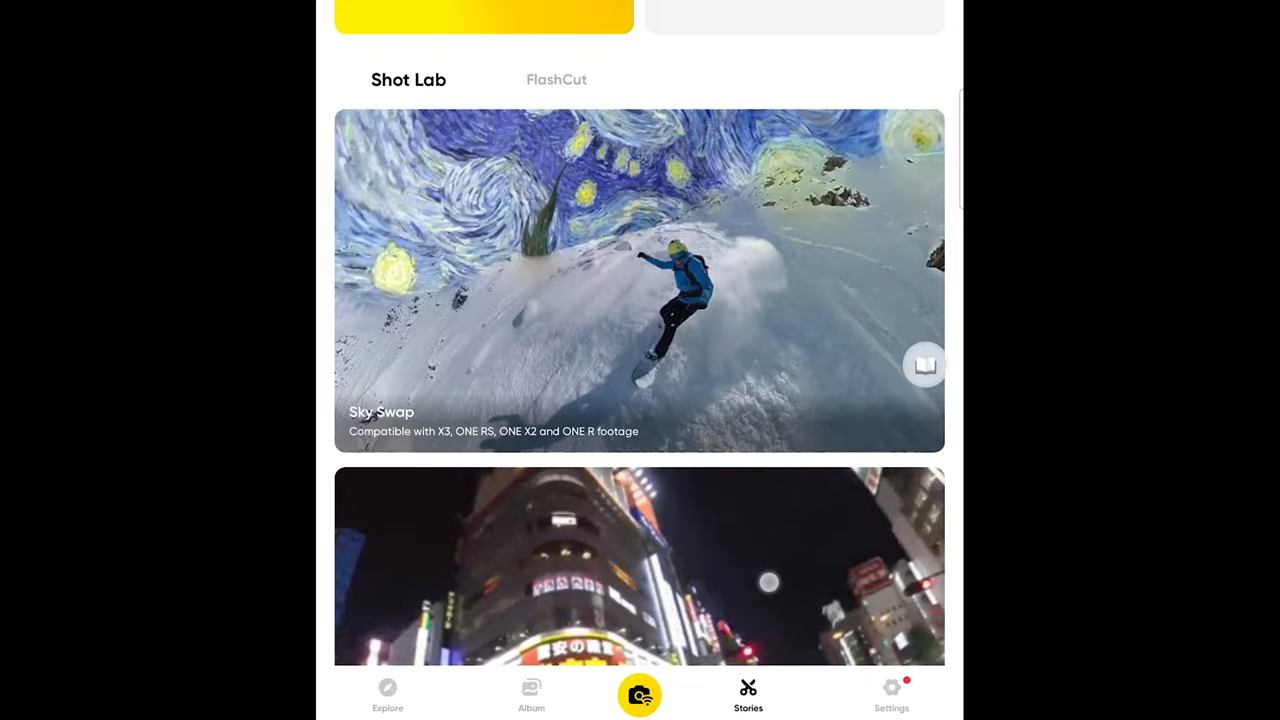 Shot Lab
FlashCut
Sky Swap
Compatible with X3, ONE RS, ONE X2 and ONE R footage
Explore
Album
Stories
Settings